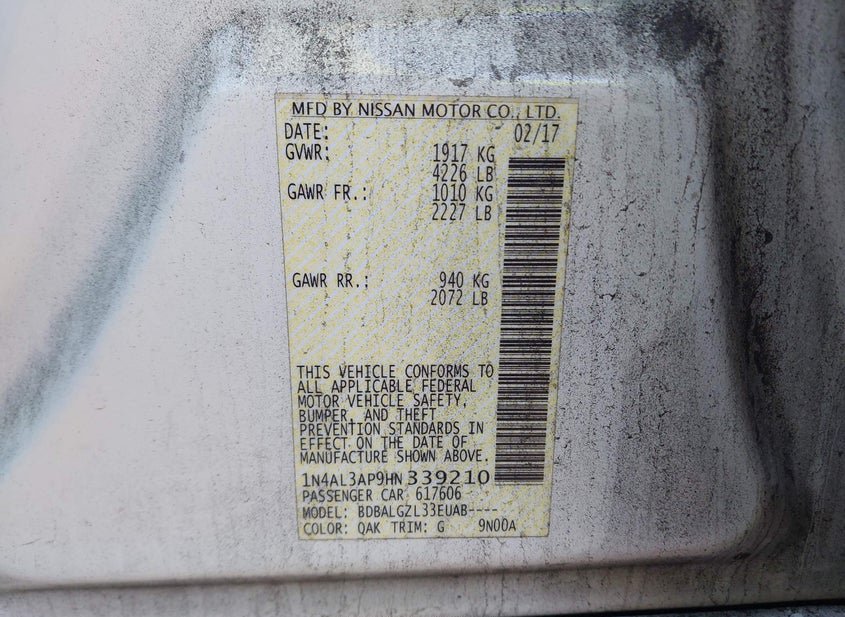 MFD BY NISSAN MOTOR CO., LTD.
DATE: 02/17
GVWR: 1917 KG
4226 LB
GAWR FR.: 1010 KG
2227 LB
GAWR RR.: 940 KG
2072 LB
THIS VEHICLE CONFORMS TO
ALL APPLICABLE FEDERAL
MOTOR VEHICLE SAFETY,
BUMPER, AND THEFT
PREVENTION STANDARDS IN
EFFECT ON THE DATE OF
MANUFACTURE SHOWN ABOVE.
1N4AL3AP9HN339210
PASSENGER CAR 617606
MODEL: BDBALGZL33EUAB----
COLOR: QAK TRIM: G 9N00A